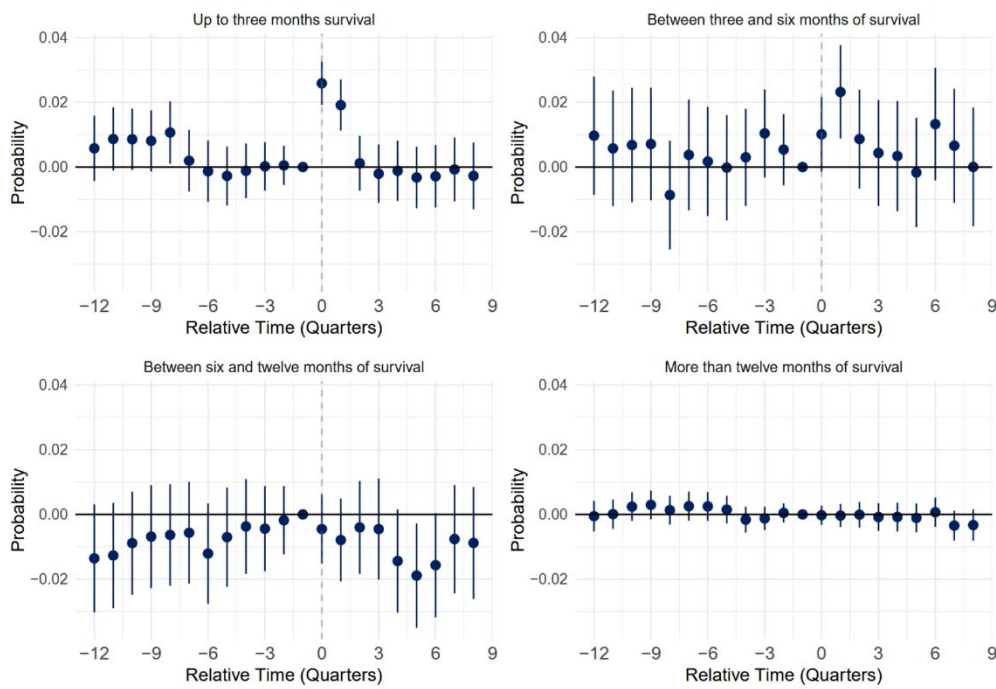 Up to three months survival
0.04
0.02
0.00
−0.02
Probability
−12 −9 −6 −3 0 3 6 9
Relative Time (Quarters)
Between three and six months of survival
0.04
0.02
0.00
−0.02
Probability
−12 −9 −6 −3 0 3 6 9
Relative Time (Quarters)
Between six and twelve months of survival
0.04
0.02
0.00
−0.02
Probability
−12 −9 −6 −3 0 3 6 9
Relative Time (Quarters)
More than twelve months of survival
0.04
0.02
0.00
−0.02
Probability
−12 −9 −6 −3 0 3 6 9
Relative Time (Quarters)